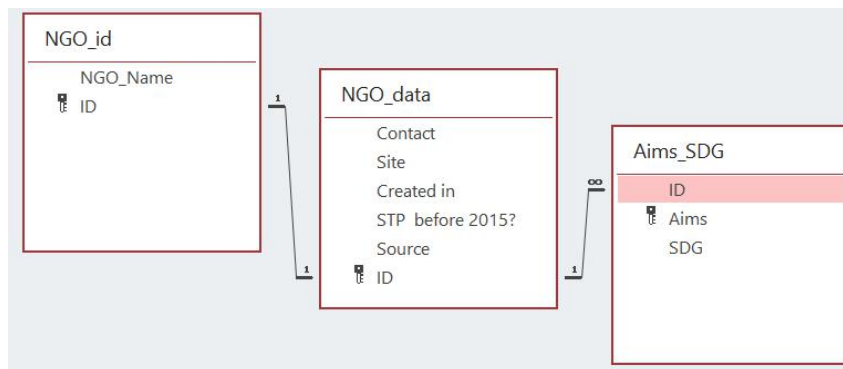 NGO_id
NGO_Name
ID
1
NGO_data
Contact
Site
Created in
STP before 2015?
Source
ID
1
1
∞
Aims_SDG
ID
Aims
SDG